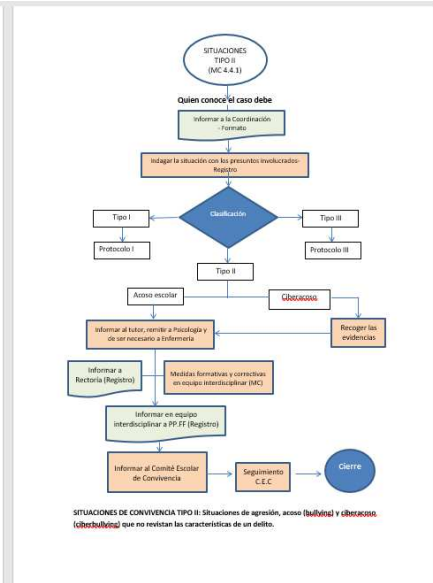 SITUACIONES
TIPO II
(MC 4.4.1)
Quien conoce el caso debe
Informar a la Coordinación
- Formato
Indagar la situación con los presuntos involucrados-
Registro
Clasificación
Tipo I
Tipo III
Protocolo I
Protocolo III
Tipo II
Acoso escolar
Ciberacoso
Informar al tutor, remitir a Psicología y
de ser necesario a Enfermería
Recoger las
evidencias
Informar a
Rectoría (Registro)
Medidas formativas y correctivas
en equipo interdisciplinar (MC)
Informar en equipo
interdisciplinar a PP.FF (Registro)
Informar al Comité Escolar
de Convivencia
Seguimiento
C.E.C
Cierre
SITUACIONES DE CONVIVENCIA TIPO II: Situaciones de agresión, acoso (bullying) y ciberacoso
(ciberbullying) que no revistan las características de un delito.